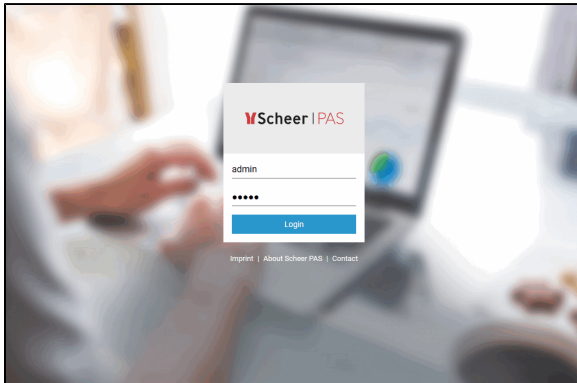 Scheer | PAS
admin
•••••
Login
Imprint | About Scheer PAS | Contact